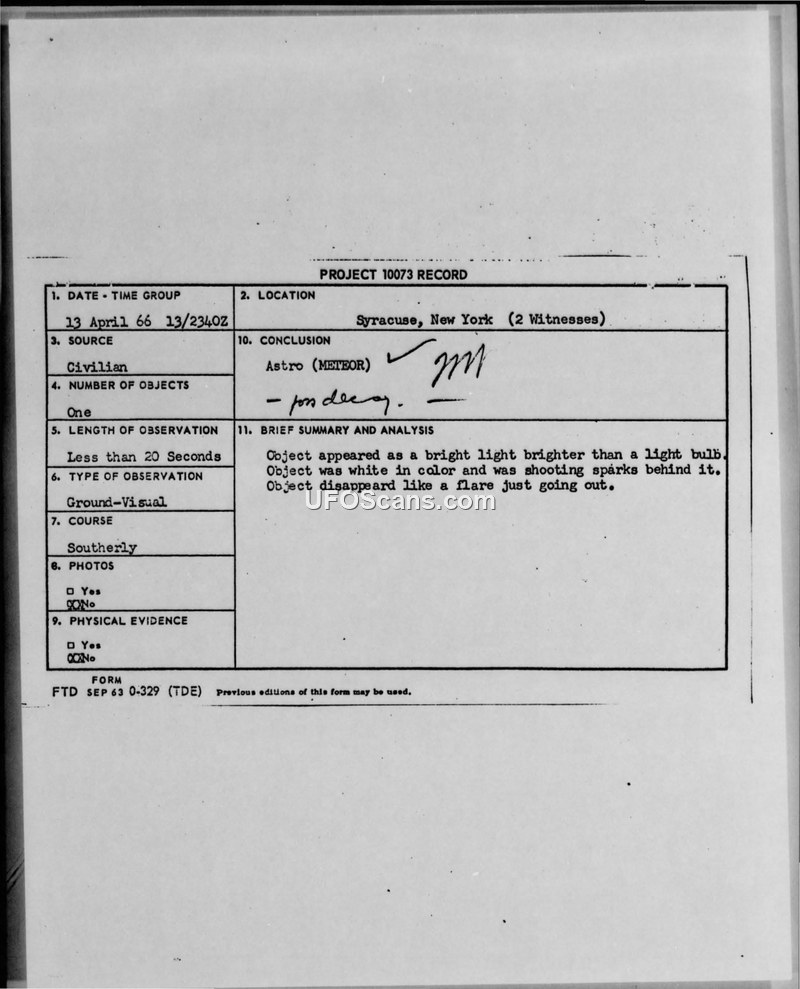 PROJECT 10073 RECORD
1. DATE - TIME GROUP
13 April 66 13/2340Z
2. LOCATION
Syracuse, New York (2 Witnesses)
3. SOURCE
Civilian
10. CONCLUSION
Astro (METEOR)
- pos decay. -
4. NUMBER OF OBJECTS
One
5. LENGTH OF OBSERVATION
Less than 20 Seconds
11. BRIEF SUMMARY AND ANALYSIS
Object appeared as a bright light brighter than a light bulb.
Object was white in color and was shooting sparks behind it.
Object disappeard like a flare just going out.
6. TYPE OF OBSERVATION
Ground-Visual
7. COURSE
Southerly
8. PHOTOS
□ Yes
No
9. PHYSICAL EVIDENCE
□ Yes
No
FORM
FTD SEP 63 0-329 (TDE) Previous editions of this form may be used.
UFOScans.com